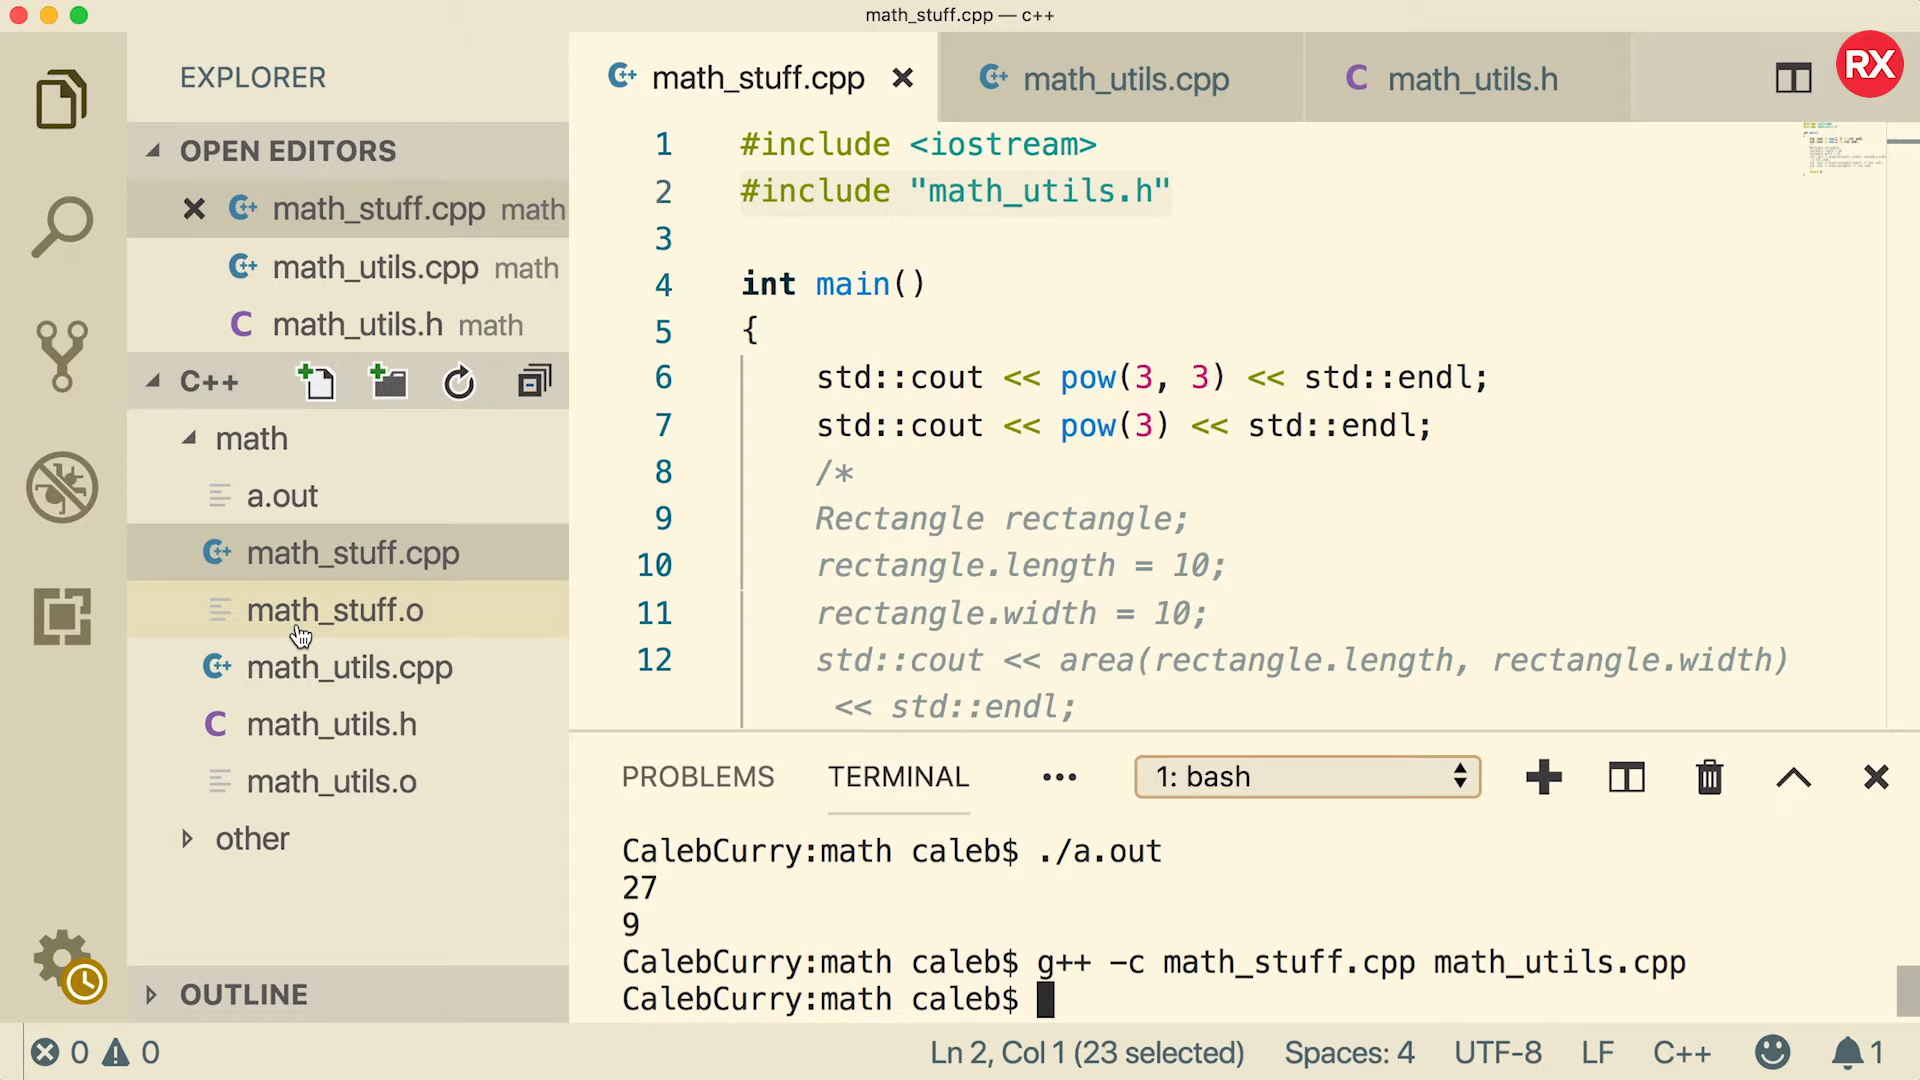 math_stuff.cpp — c++
RX
EXPLORER
OPEN EDITORS
math_stuff.cpp math
math_utils.cpp math
math_utils.h math
C++
math
a.out
math_stuff.cpp
math_stuff.o
math_utils.cpp
math_utils.h
math_utils.o
other
OUTLINE
math_stuff.cpp
math_utils.cpp
math_utils.h
1 #include <iostream>
2 #include "math_utils.h"
3
4 int main()
5 {
6 std::cout << pow(3, 3) << std::endl;
7 std::cout << pow(3) << std::endl;
8 /*
9 Rectangle rectangle;
10 rectangle.length = 10;
11 rectangle.width = 10;
12 std::cout << area(rectangle.length, rectangle.width)
<< std::endl;
PROBLEMS TERMINAL ••• 1: bash
CalebCurry:math caleb$ ./a.out
27
9
CalebCurry:math caleb$ g++ -c math_stuff.cpp math_utils.cpp
CalebCurry:math caleb$
0 0 Ln 2, Col 1 (23 selected) Spaces: 4 UTF-8 LF C++ 1